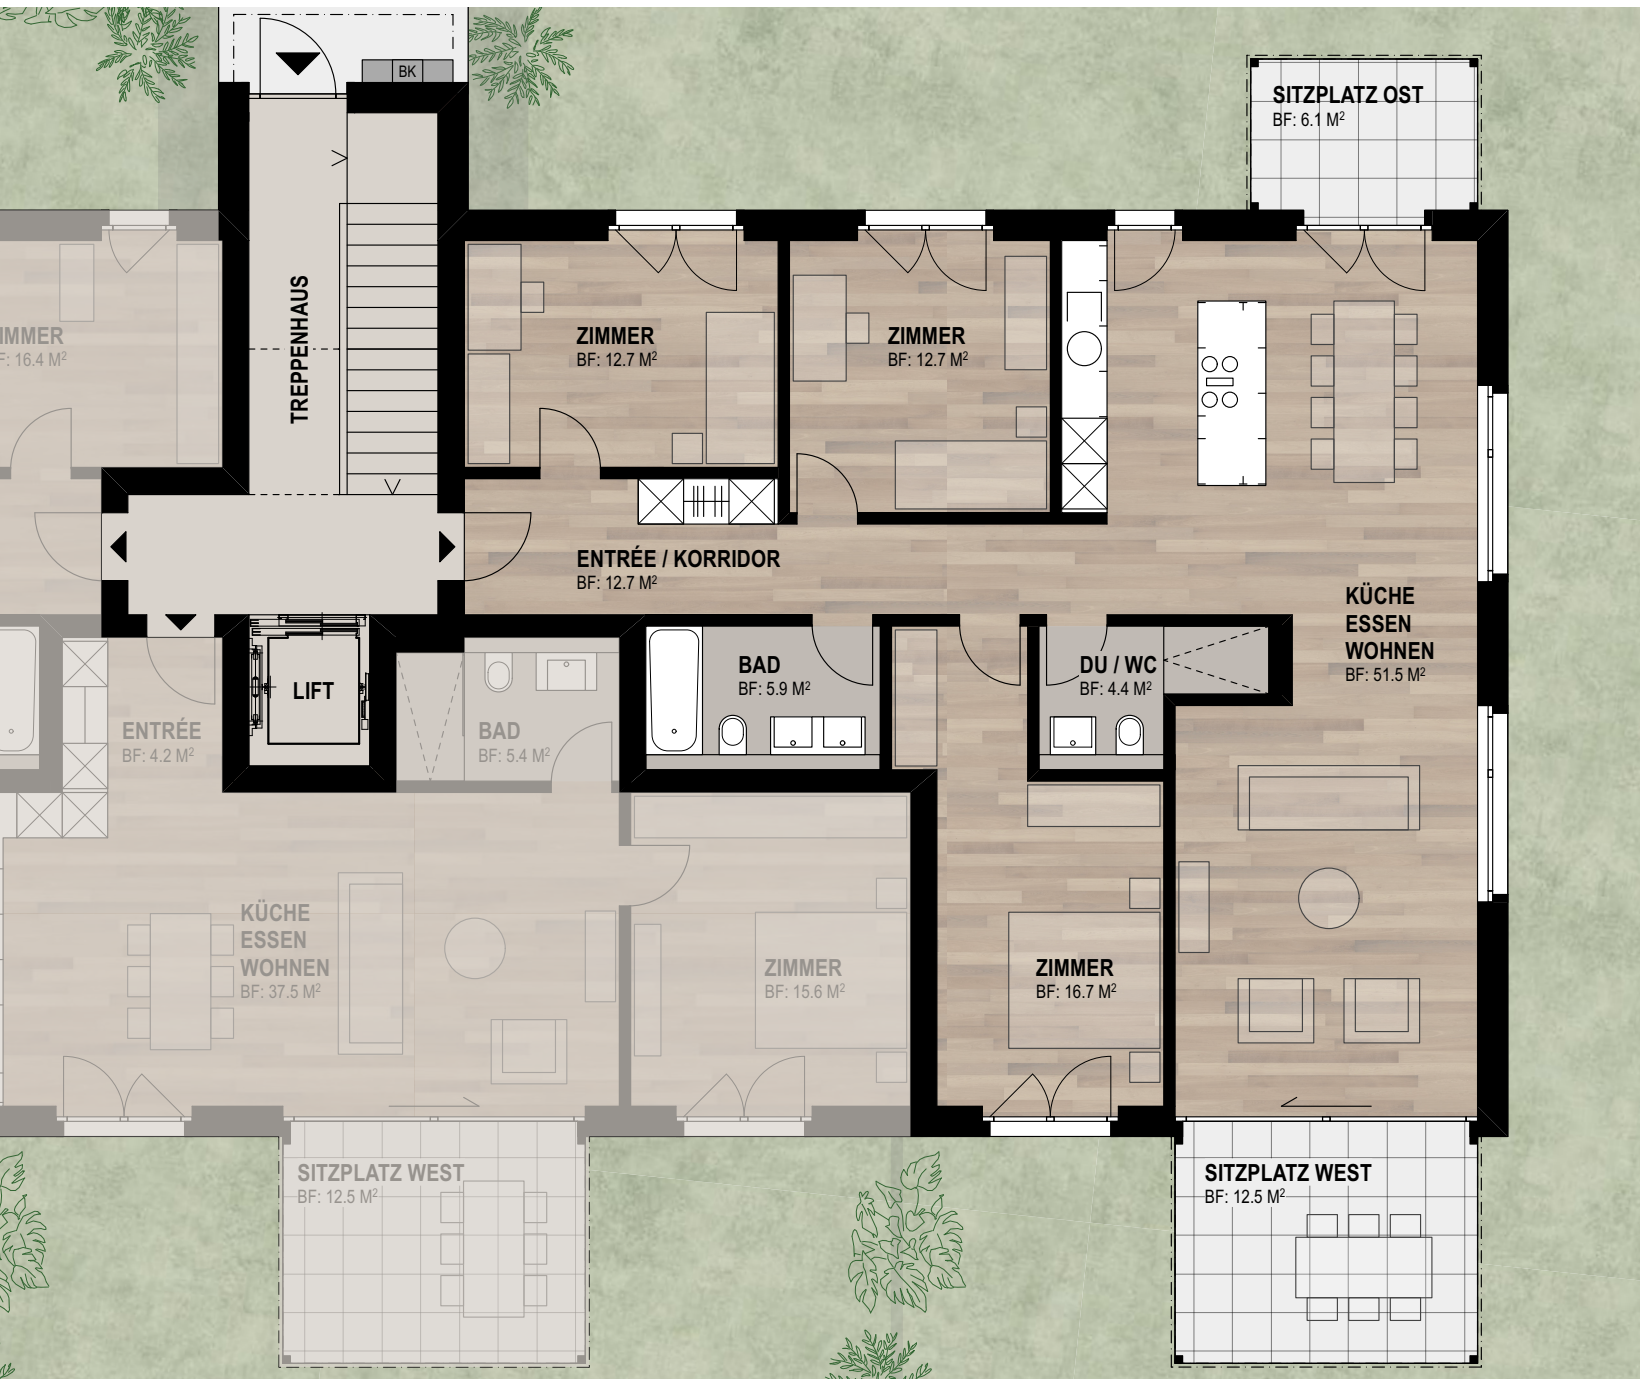 BK
SITZPLATZ OST
BF: 6.1 M²
TREPPENHAUS
IMMER
F: 16.4 M²
ZIMMER
BF: 12.7 M²
ZIMMER
BF: 12.7 M²
ENTRÉE / KORRIDOR
BF: 12.7 M²
KÜCHE
ESSEN
WOHNEN
BF: 51.5 M²
LIFT
BAD
BF: 5.9 M²
DU / WC
BF: 4.4 M²
ENTRÉE
BF: 4.2 M²
BAD
BF: 5.4 M²
KÜCHE
ESSEN
WOHNEN
BF: 37.5 M²
ZIMMER
BF: 15.6 M²
ZIMMER
BF: 16.7 M²
SITZPLATZ WEST
BF: 12.5 M²
SITZPLATZ WEST
BF: 12.5 M²